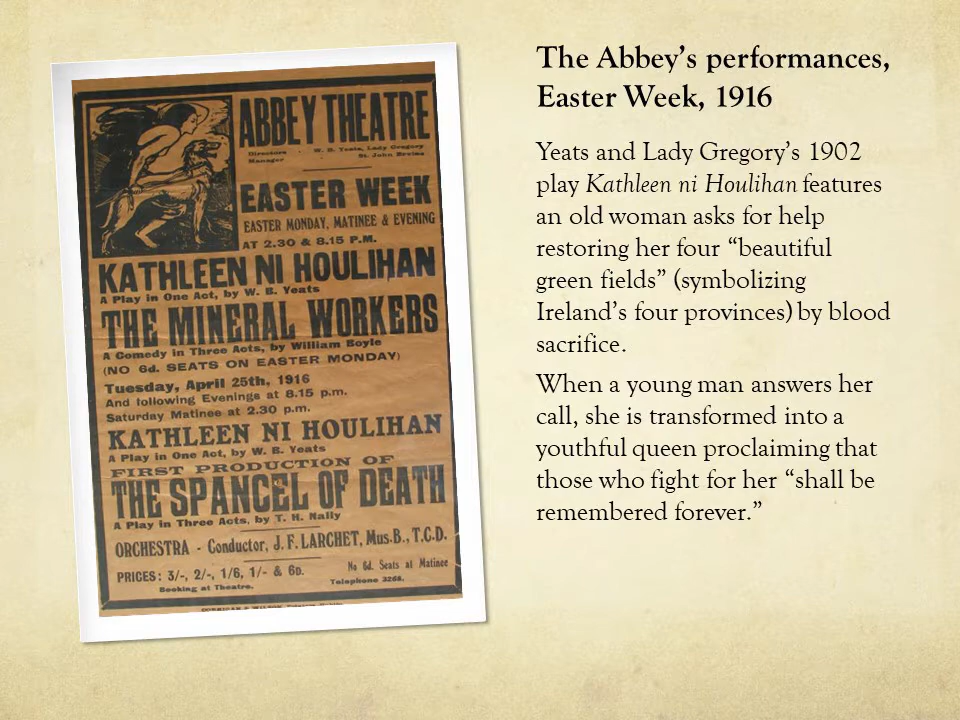 The Abbey’s performances,
Easter Week, 1916
Yeats and Lady Gregory’s 1902
play Kathleen ni Houlihan features
an old woman asks for help
restoring her four “beautiful
green fields” (symbolizing
Ireland’s four provinces) by blood
sacrifice.
When a young man answers her
call, she is transformed into a
youthful queen proclaiming that
those who fight for her “shall be
remembered forever.”
ABBEY THEATRE
Directors W. B. Yeats, Lady Gregory
Manager St. John Ervine
EASTER WEEK
EASTER MONDAY, MATINEE & EVENING
AT 2.30 & 8.15 P.M.
KATHLEEN NI HOULIHAN
A Play in One Act, by W. B. Yeats
THE MINERAL WORKERS
A Comedy in Three Acts, by William Boyle
(NO 6d. SEATS ON EASTER MONDAY)
Tuesday, April 25th, 1916
And following Evenings at 8.15 p.m.
Saturday Matinee at 2.30 p.m.
KATHLEEN NI HOULIHAN
A Play in One Act, by W. B. Yeats
FIRST PRODUCTION OF
THE SPANCEL OF DEATH
A Play in Three Acts, by T. H. Nally
ORCHESTRA - Conductor, J. F. LARCHET, Mus.B., T.C.D.
PRICES: 3/-, 2/-, 1/6, 1/- & 6D. No 6d. Seats at Matinee
Booking at Theatre. Telephone 3268.